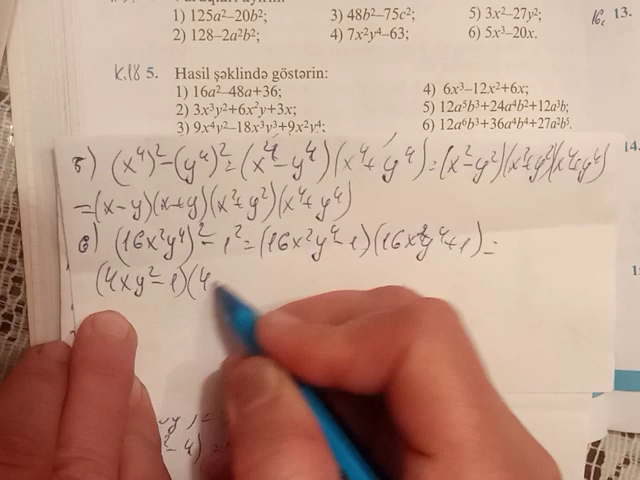 1) 125a²–20b²; 3) 48b²–75c²; 5) 3x²–27y²; 13.
2) 128–2a²b²; 4) 7x²y⁴–63; 6) 5x³–20x.
K.18 5. Hasil şəklində göstərin:
1) 16a²–48a+36; 4) 6x³–12x²+6x;
2) 3x³y²+6x²y+3x; 5) 12a⁵b³+24a⁴b²+12a³b;
3) 9x⁴y²–18x³y³+9x²y⁴; 6) 12a⁶b³+36a⁴b⁴+27a²b⁵.
14.
5) (x⁴)²-(y⁴)²=(x⁴-y⁴)(x⁴+y⁴)=(x²-y²)(x²+y²)(x⁴+y⁴)
=(x-y)(x+y)(x²+y²)(x⁴+y⁴)
6) (16x²y⁴)²-1²=(16x²y⁴-1)(16x²y⁴+1)=
(4xy²-1)(4